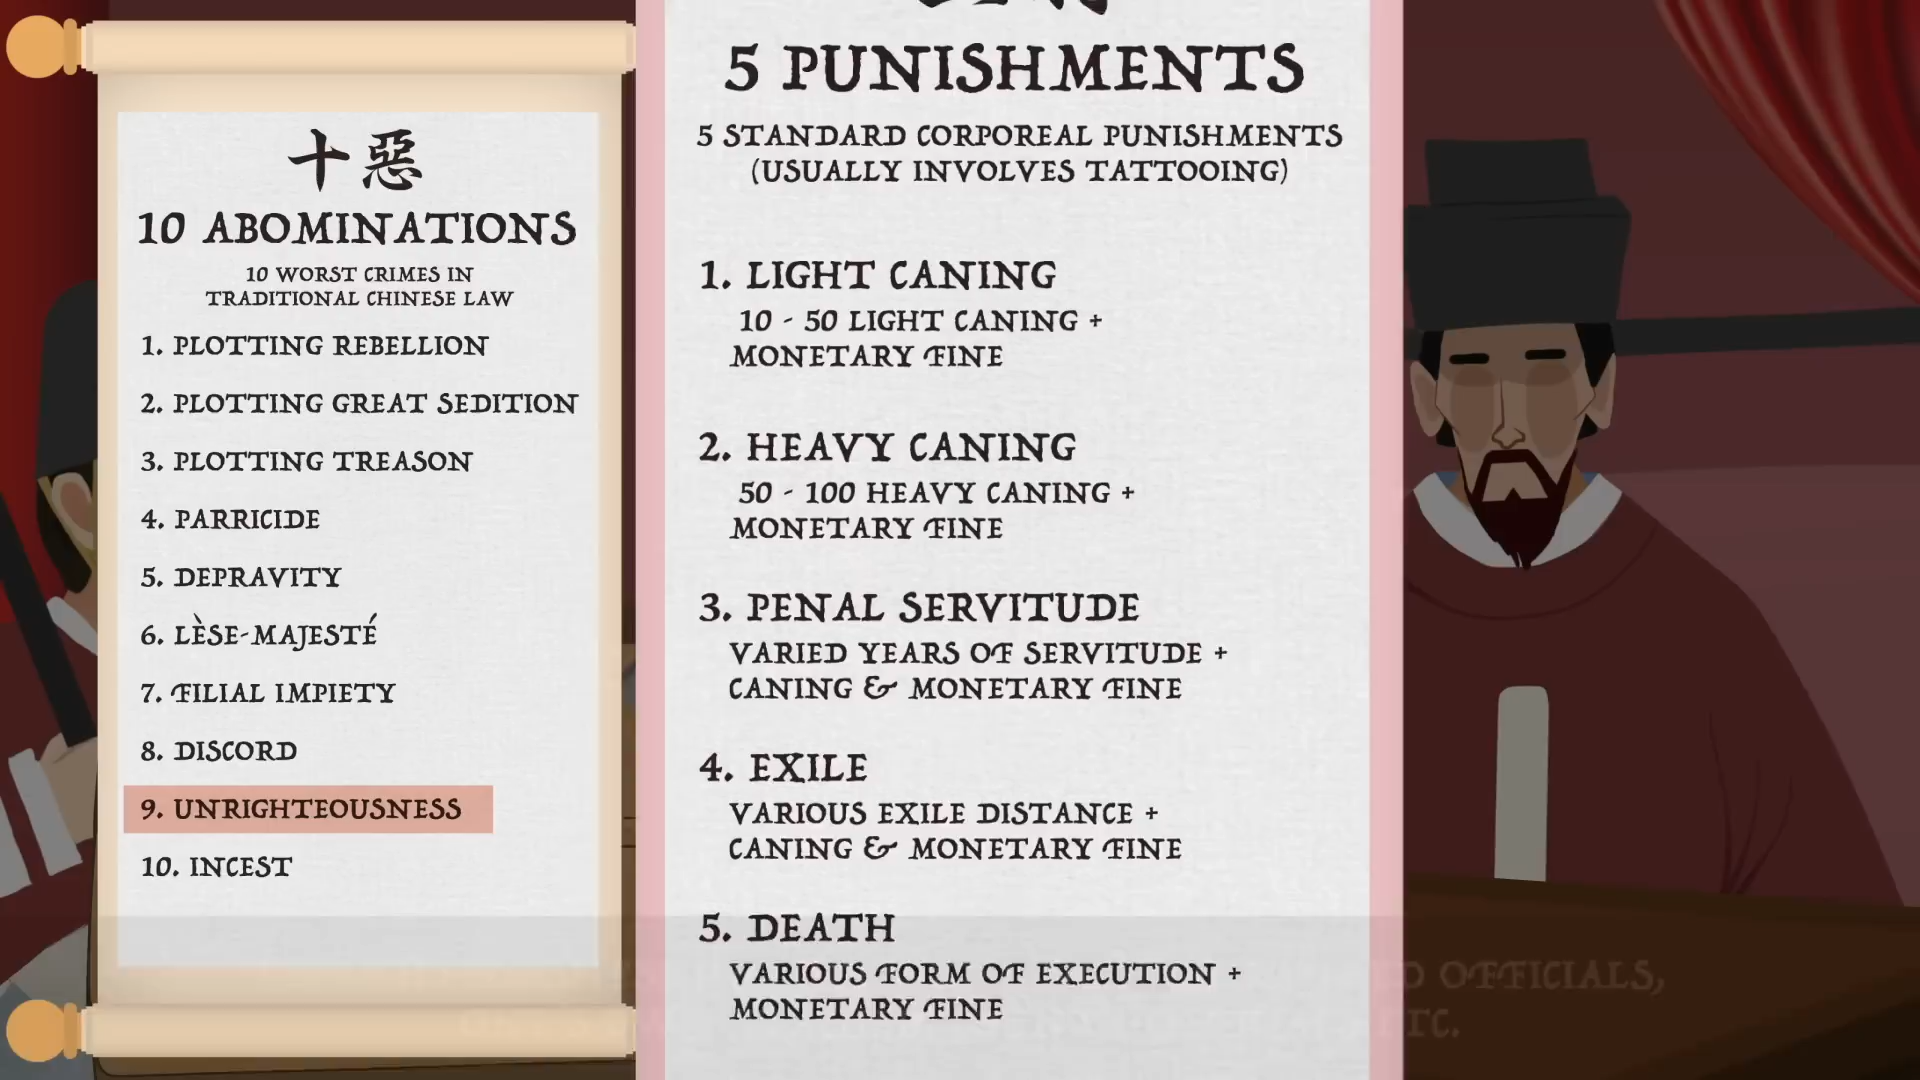 十惡
10 ABOMINATIONS
10 WORST CRIMES IN
TRADITIONAL CHINESE LAW
1. PLOTTING REBELLION
2. PLOTTING GREAT SEDITION
3. PLOTTING TREASON
4. PARRICIDE
5. DEPRAVITY
6. LÈSE-MAJESTÉ
7. FILIAL IMPIETY
8. DISCORD
9. UNRIGHTEOUSNESS
10. INCEST
5 PUNISHMENTS
5 STANDARD CORPOREAL PUNISHMENTS
(USUALLY INVOLVES TATTOOING)
1. LIGHT CANING
10 - 50 LIGHT CANING +
MONETARY FINE
2. HEAVY CANING
50 - 100 HEAVY CANING +
MONETARY FINE
3. PENAL SERVITUDE
VARIED YEARS OF SERVITUDE +
CANING & MONETARY FINE
4. EXILE
VARIOUS EXILE DISTANCE +
CANING & MONETARY FINE
5. DEATH
VARIOUS FORM OF EXECUTION +
MONETARY FINE
OFFICIALS,